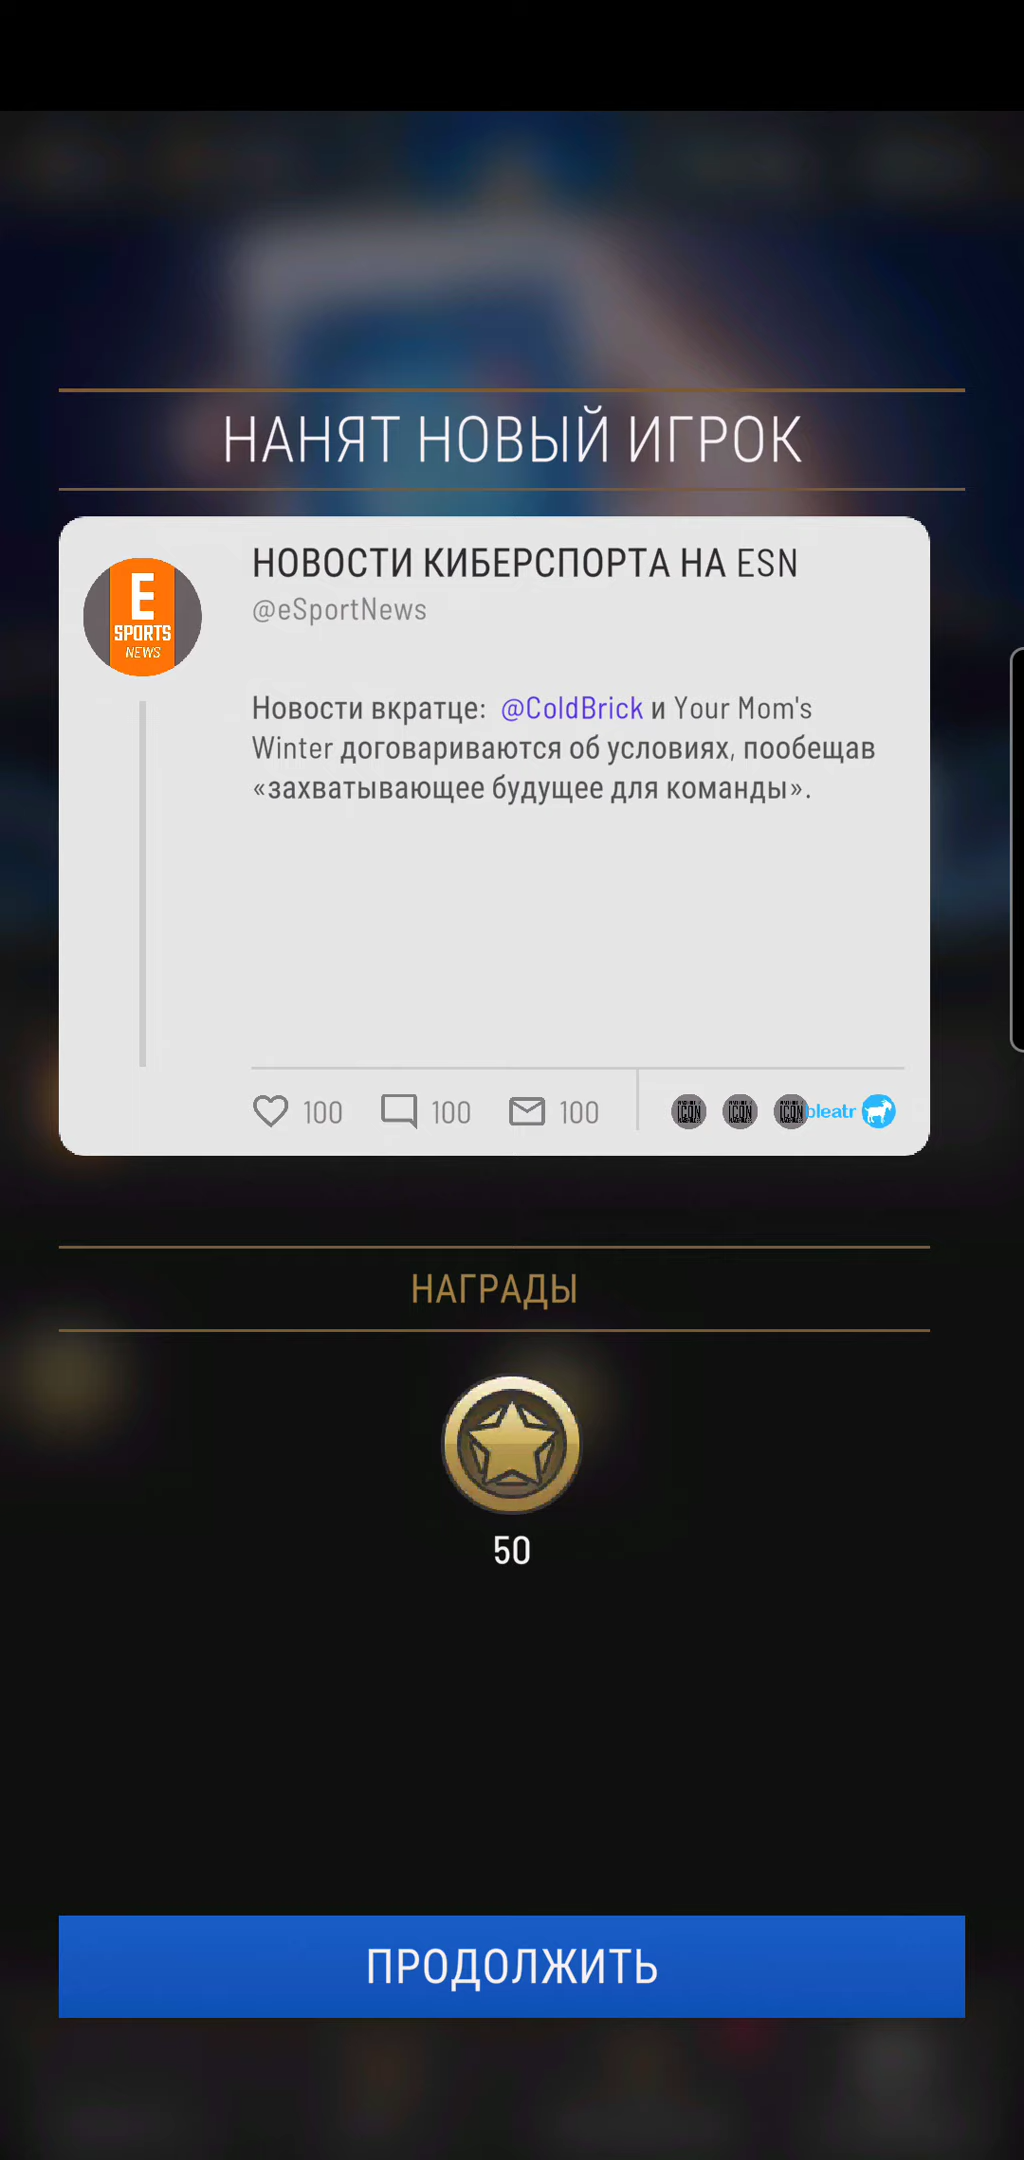 НАНЯТ НОВЫЙ ИГРОК
E
SPORTS
NEWS
НОВОСТИ КИБЕРСПОРТА НА ESN
@eSportNews
Новости вкратце: @ColdBrick и Your Mom's
Winter договариваются об условиях, пообещав
«захватывающее будущее для команды».
100 100 100 ICON ICON ICON bleatr
НАГРАДЫ
50
ПРОДОЛЖИТЬ